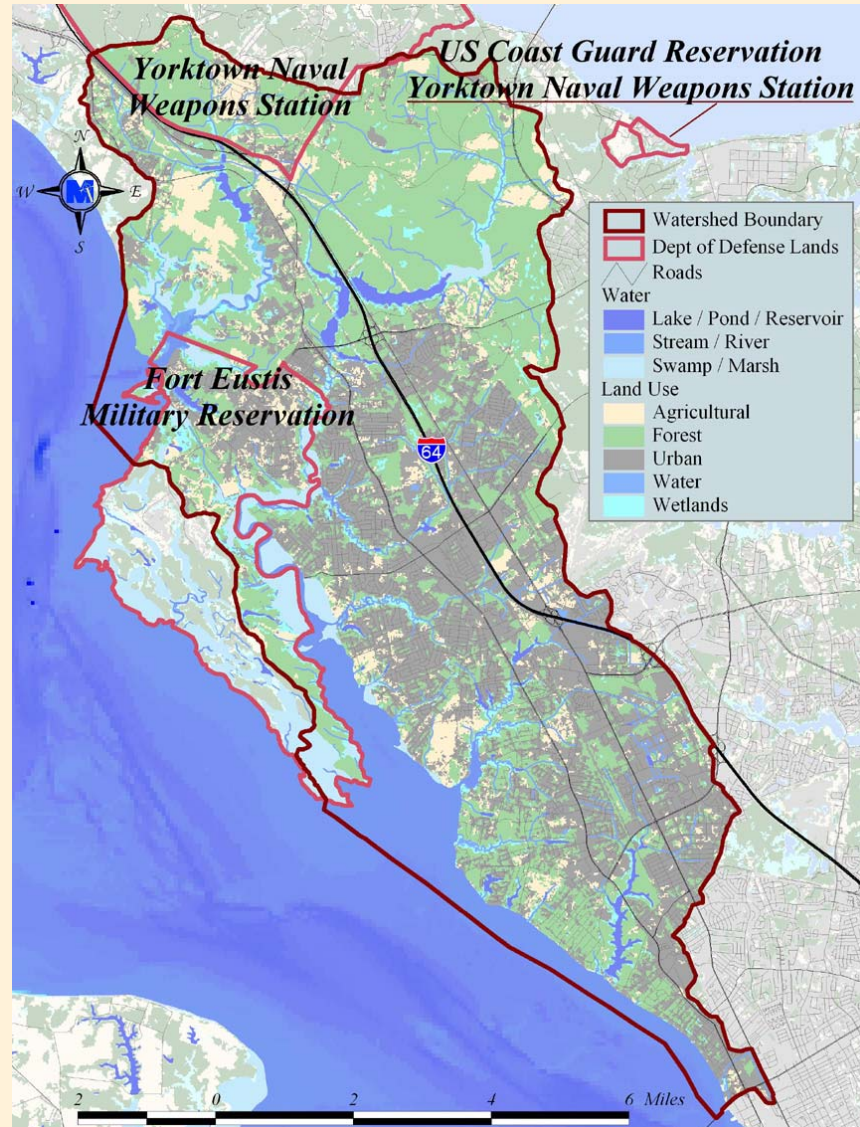 Yorktown Naval
Weapons Station
US Coast Guard Reservation
Yorktown Naval Weapons Station
N
W
M
E
S
Watershed Boundary
Dept of Defense Lands
Roads
Water
Lake / Pond / Reservoir
Stream / River
Swamp / Marsh
Land Use
Agricultural
Forest
Urban
Water
Wetlands
Fort Eustis
Military Reservation
64
2 0 2 4 6 Miles